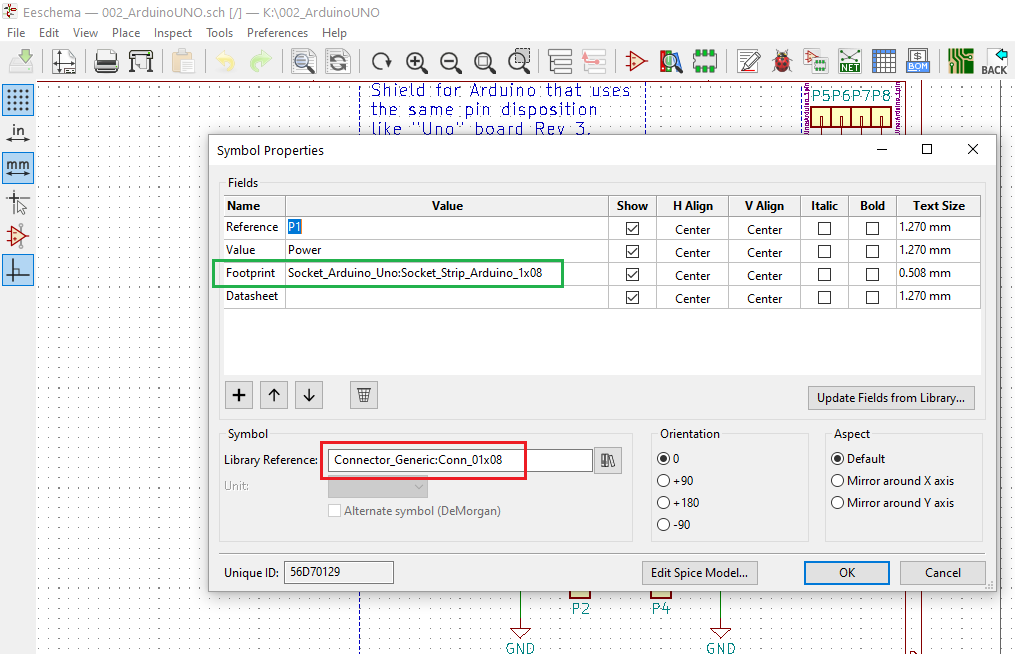 Eeschema — 002_ArduinoUNO.sch [/] — K:\002_ArduinoUNO
File Edit View Place Inspect Tools Preferences Help
NET
$
BOM
BACK
in
mm
Shield for Arduino that uses
the same pin disposition
like "Uno" board Rev 3.
P5 P6 P7 P8
Symbol Properties
Fields
Name Value Show H Align V Align Italic Bold Text Size
Reference P1 Center Center 1.270 mm
Value Power Center Center 1.270 mm
Footprint Socket_Arduino_Uno:Socket_Strip_Arduino_1x08 Center Center 0.508 mm
Datasheet Center Center 1.270 mm
Update Fields from Library...
Symbol
Library Reference: Connector_Generic:Conn_01x08
Unit:
Alternate symbol (DeMorgan)
Orientation
0
+90
+180
-90
Aspect
Default
Mirror around X axis
Mirror around Y axis
Unique ID: 56D70129
Edit Spice Model...
OK
Cancel
P2 P4
GND GND